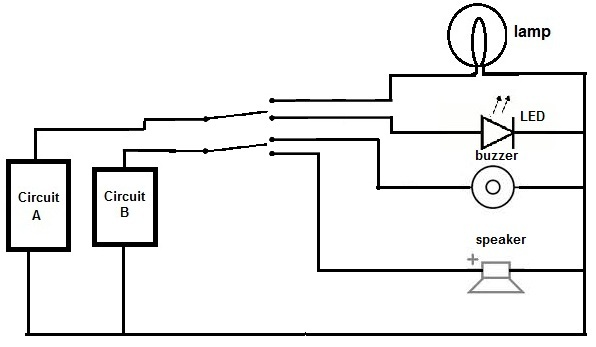 lamp
LED
buzzer
Circuit
A
Circuit
B
speaker
+